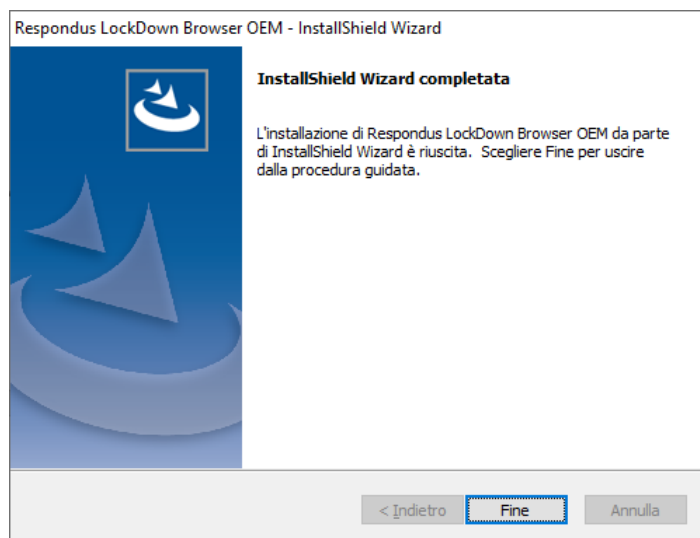 Respondus LockDown Browser OEM - InstallShield Wizard
InstallShield Wizard completata
L'installazione di Respondus LockDown Browser OEM da parte
di InstallShield Wizard è riuscita. Scegliere Fine per uscire
dalla procedura guidata.
< Indietro
Fine
Annulla